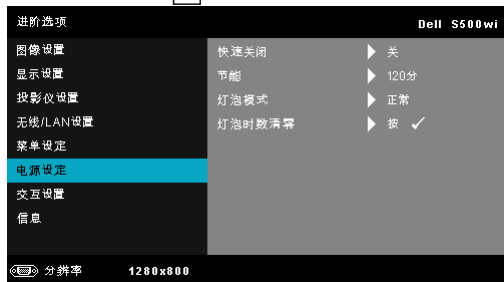 进阶选项 Dell S500wi
图像设置 快速关闭 关
显示设置 节能 120分
投影仪设置 灯泡模式 正常
无线/LAN设置 灯泡时数清零 按 ✓
菜单设定
电源设定
交互设置
信息
分辨率 1280x800